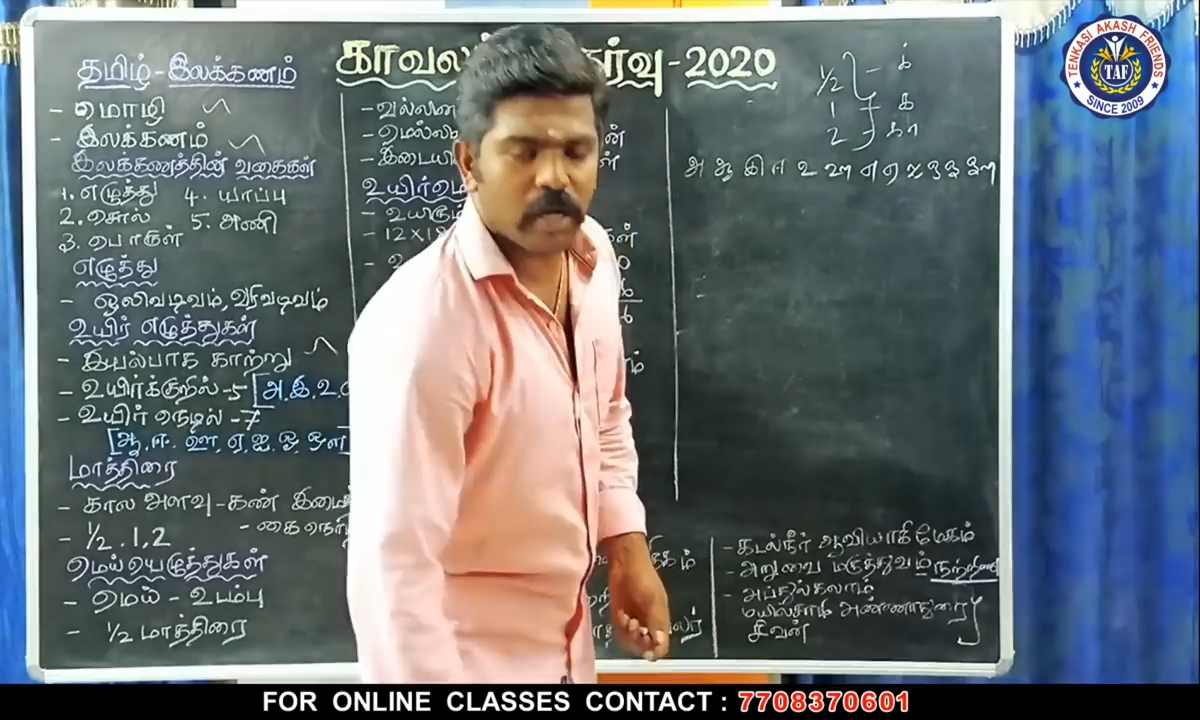 தமிழ்-இலக்கணம்
- மொழி
- இலக்கணம்
இலக்கணத்தின் வகைகள்
1. எழுத்து 4. யாப்பு
2. சொல் 5. அணி
3. பொருள்
எழுத்து
- ஒலிவடிவம், வரிவடிவம்
உயிர் எழுத்துகள்
- இயல்பாக காற்று
- உயிர்க்குறில்-5 [அ.இ.உ.
- உயிர் நெடில் -7
[ஆ, ஈ, ஊ, ஏ, ஐ, ஓ, ஔ]
மாத்திரை
- கால அளவு - கண் இமை
- கை நொ
- 1/2 . 1, 2
மெய்யெழுத்துகள்
- மெய் - உடம்பு
- 1/2 மாத்திரை
காவல ர்வு-2020
- வல்லி
- மெல்லி ன்
- இடையி
உயிர்மெ
- உயிரும்
- 12x18 கள்
1/2 - க்
1 - க
2 - கா
அ ஆ இ ஈ உ ஊ எ ஏ ஐ ஒ ஓ ஔ
- கடல்நீர் ஆவியாகி மேகம்
- அறுவை மருத்துவம் நற்றிணை
- அப்துல்கலாம்
மயில்சாமி அண்ணாதுரை
சிவன்
TENKASI AKASH FRIENDS
TAF
SINCE 2009
FOR ONLINE CLASSES CONTACT : 7708370601